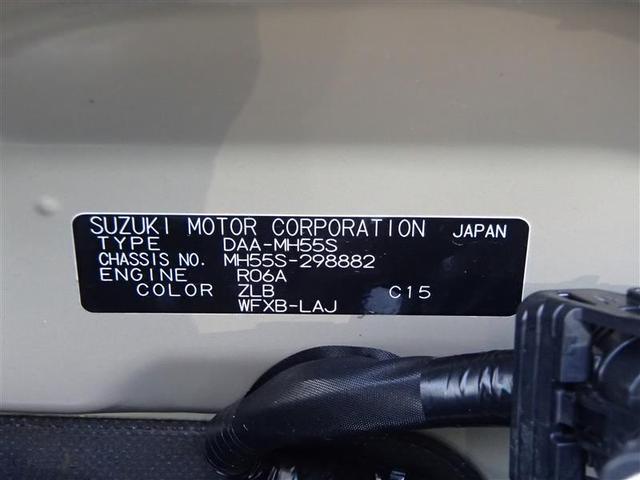 SUZUKI MOTOR CORPORATION JAPAN
TYPE DAA-MH55S
CHASSIS NO. MH55S-298882
ENGINE R06A
COLOR ZLB C15
WFXB-LAJ